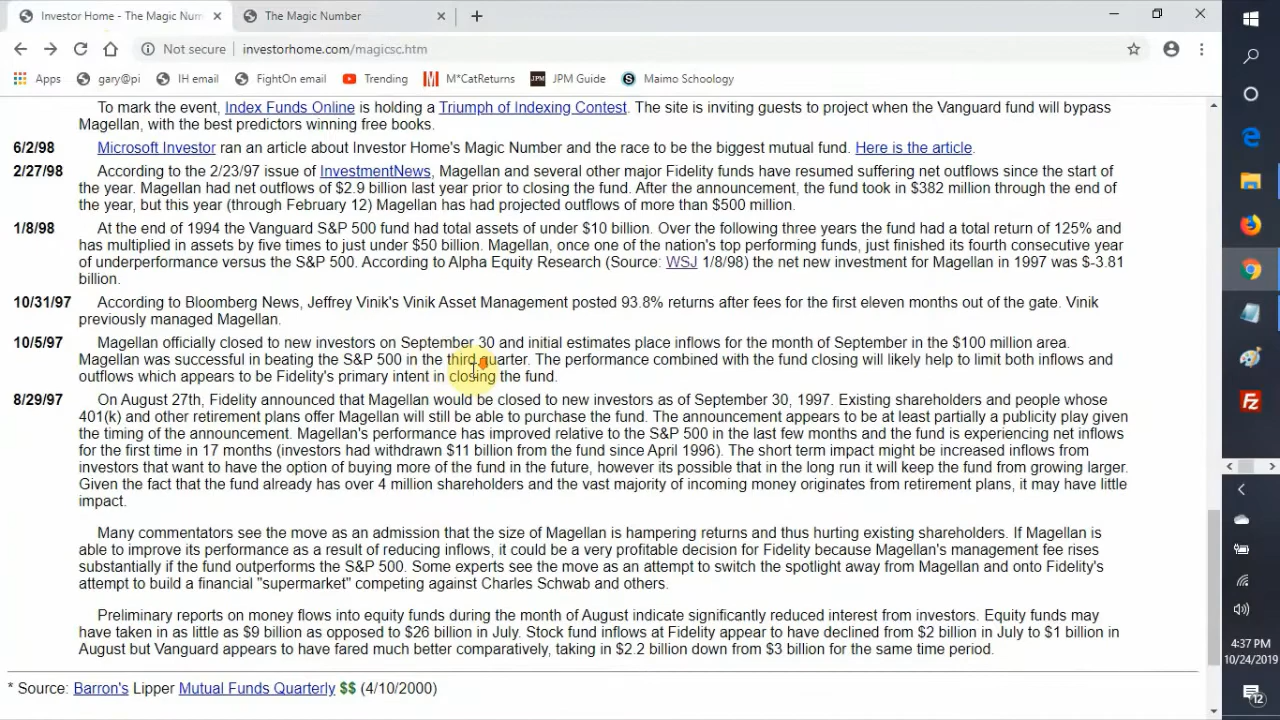 Investor Home - The Magic Num
The Magic Number
Not secure
investorhome.com/magicsc.htm
Apps
gary@pi
IH email
FightOn email
Trending
M*CatReturns
JPM
JPM Guide
S
Maimo Schoology
To mark the event, Index Funds Online is holding a Triumph of Indexing Contest. The site is inviting guests to project when the Vanguard fund will bypass
Magellan, with the best predictors winning free books.
6/2/98 Microsoft Investor ran an article about Investor Home's Magic Number and the race to be the biggest mutual fund. Here is the article.
2/27/98 According to the 2/23/97 issue of InvestmentNews, Magellan and several other major Fidelity funds have resumed suffering net outflows since the start of
the year. Magellan had net outflows of $2.9 billion last year prior to closing the fund. After the announcement, the fund took in $382 million through the end of
the year, but this year (through February 12) Magellan has had projected outflows of more than $500 million.
1/8/98 At the end of 1994 the Vanguard S&P 500 fund had total assets of under $10 billion. Over the following three years the fund had a total return of 125% and
has multiplied in assets by five times to just under $50 billion. Magellan, once one of the nation's top performing funds, just finished its fourth consecutive year
of underperformance versus the S&P 500. According to Alpha Equity Research (Source: WSJ 1/8/98) the net new investment for Magellan in 1997 was $-3.81
billion.
10/31/97 According to Bloomberg News, Jeffrey Vinik's Vinik Asset Management posted 93.8% returns after fees for the first eleven months out of the gate. Vinik
previously managed Magellan.
10/5/97 Magellan officially closed to new investors on September 30 and initial estimates place inflows for the month of September in the $100 million area.
Magellan was successful in beating the S&P 500 in the third quarter. The performance combined with the fund closing will likely help to limit both inflows and
outflows which appears to be Fidelity's primary intent in closing the fund.
8/29/97 On August 27th, Fidelity announced that Magellan would be closed to new investors as of September 30, 1997. Existing shareholders and people whose
401(k) and other retirement plans offer Magellan will still be able to purchase the fund. The announcement appears to be at least partially a publicity play given
the timing of the announcement. Magellan's performance has improved relative to the S&P 500 in the last few months and the fund is experiencing net inflows
for the first time in 17 months (investors had withdrawn $11 billion from the fund since April 1996). The short term impact might be increased inflows from
investors that want to have the option of buying more of the fund in the future, however its possible that in the long run it will keep the fund from growing larger.
Given the fact that the fund already has over 4 million shareholders and the vast majority of incoming money originates from retirement plans, it may have little
impact.
Many commentators see the move as an admission that the size of Magellan is hampering returns and thus hurting existing shareholders. If Magellan is
able to improve its performance as a result of reducing inflows, it could be a very profitable decision for Fidelity because Magellan's management fee rises
substantially if the fund outperforms the S&P 500. Some experts see the move as an attempt to switch the spotlight away from Magellan and onto Fidelity's
attempt to build a financial "supermarket" competing against Charles Schwab and others.
Preliminary reports on money flows into equity funds during the month of August indicate significantly reduced interest from investors. Equity funds may
have taken in as little as $9 billion as opposed to $26 billion in July. Stock fund inflows at Fidelity appear to have declined from $2 billion in July to $1 billion in
August but Vanguard appears to have fared much better comparatively, taking in $2.2 billion down from $3 billion for the same time period.
* Source: Barron's Lipper Mutual Funds Quarterly $$ (4/10/2000)
Fz
4:37 PM
10/24/2019
12